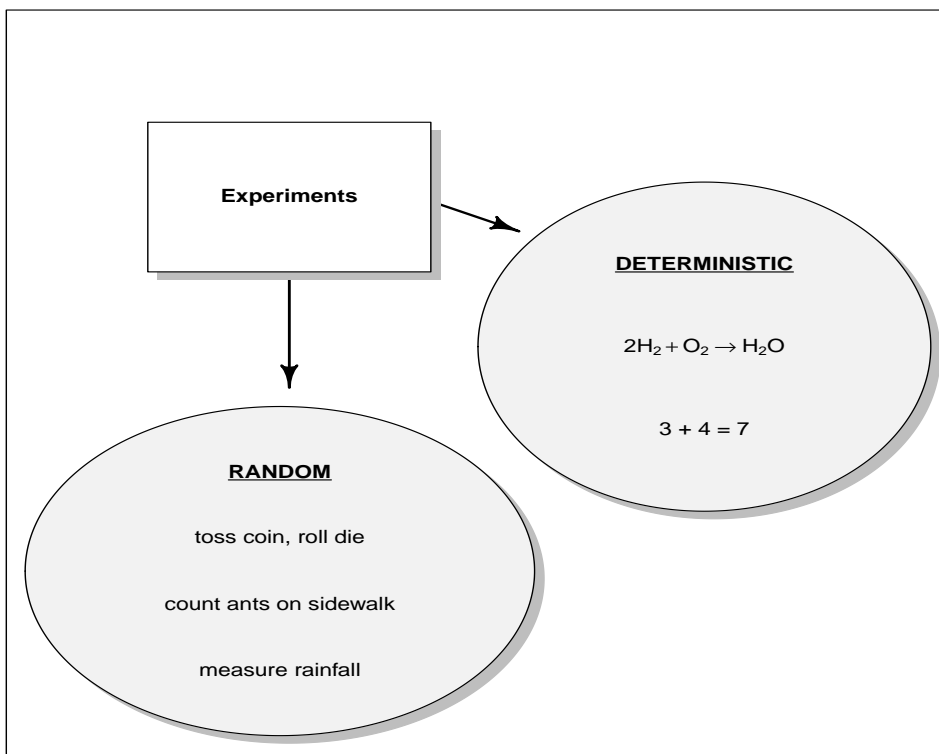 Experiments
DETERMINISTIC
2H₂ + O₂ → H₂O
3 + 4 = 7
RANDOM
toss coin, roll die
count ants on sidewalk
measure rainfall